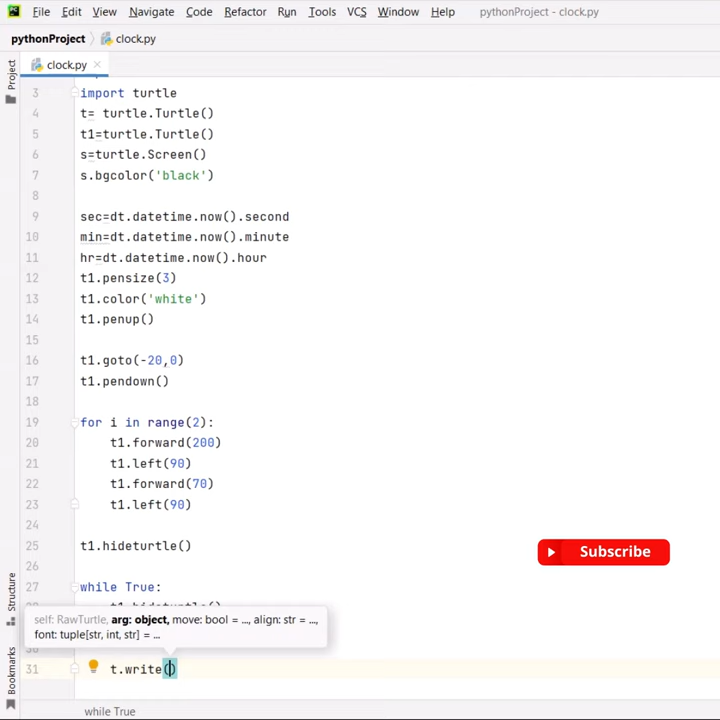 File Edit View Navigate Code Refactor Run Tools VCS Window Help pythonProject - clock.py
pythonProject clock.py
clock.py
Project
3 import turtle
4 t= turtle.Turtle()
5 t1=turtle.Turtle()
6 s=turtle.Screen()
7 s.bgcolor('black')
8
9 sec=dt.datetime.now().second
10 min=dt.datetime.now().minute
11 hr=dt.datetime.now().hour
12 t1.pensize(3)
13 t1.color('white')
14 t1.penup()
15
16 t1.goto(-20,0)
17 t1.pendown()
18
19 for i in range(2):
20 t1.forward(200)
21 t1.left(90)
22 t1.forward(70)
23 t1.left(90)
24
25 t1.hideturtle()
Subscribe
26
27 while True:
t1.hideturtle()
self: RawTurtle, arg: object, move: bool = ..., align: str = ...,
font: tuple[str, int, str] = ...
31 t.write()
while True
Structure
Bookmarks